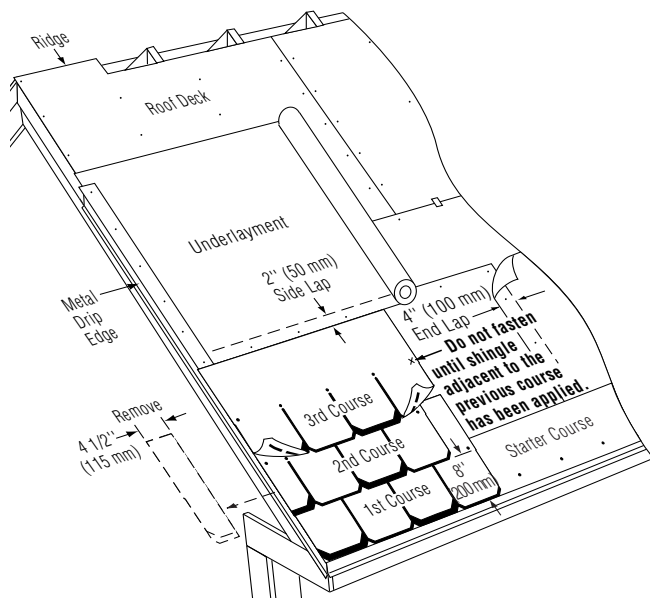 Ridge
Roof Deck
Underlayment
2" (50 mm)
Side Lap
4" (100 mm)
End Lap
Metal
Drip
Edge
Do not fasten
until shingle
adjacent to the
previous course
has been applied.
x
Remove
4 1/2"
(115 mm)
3rd Course
2nd Course
1st Course
8"
200mm
Starter Course